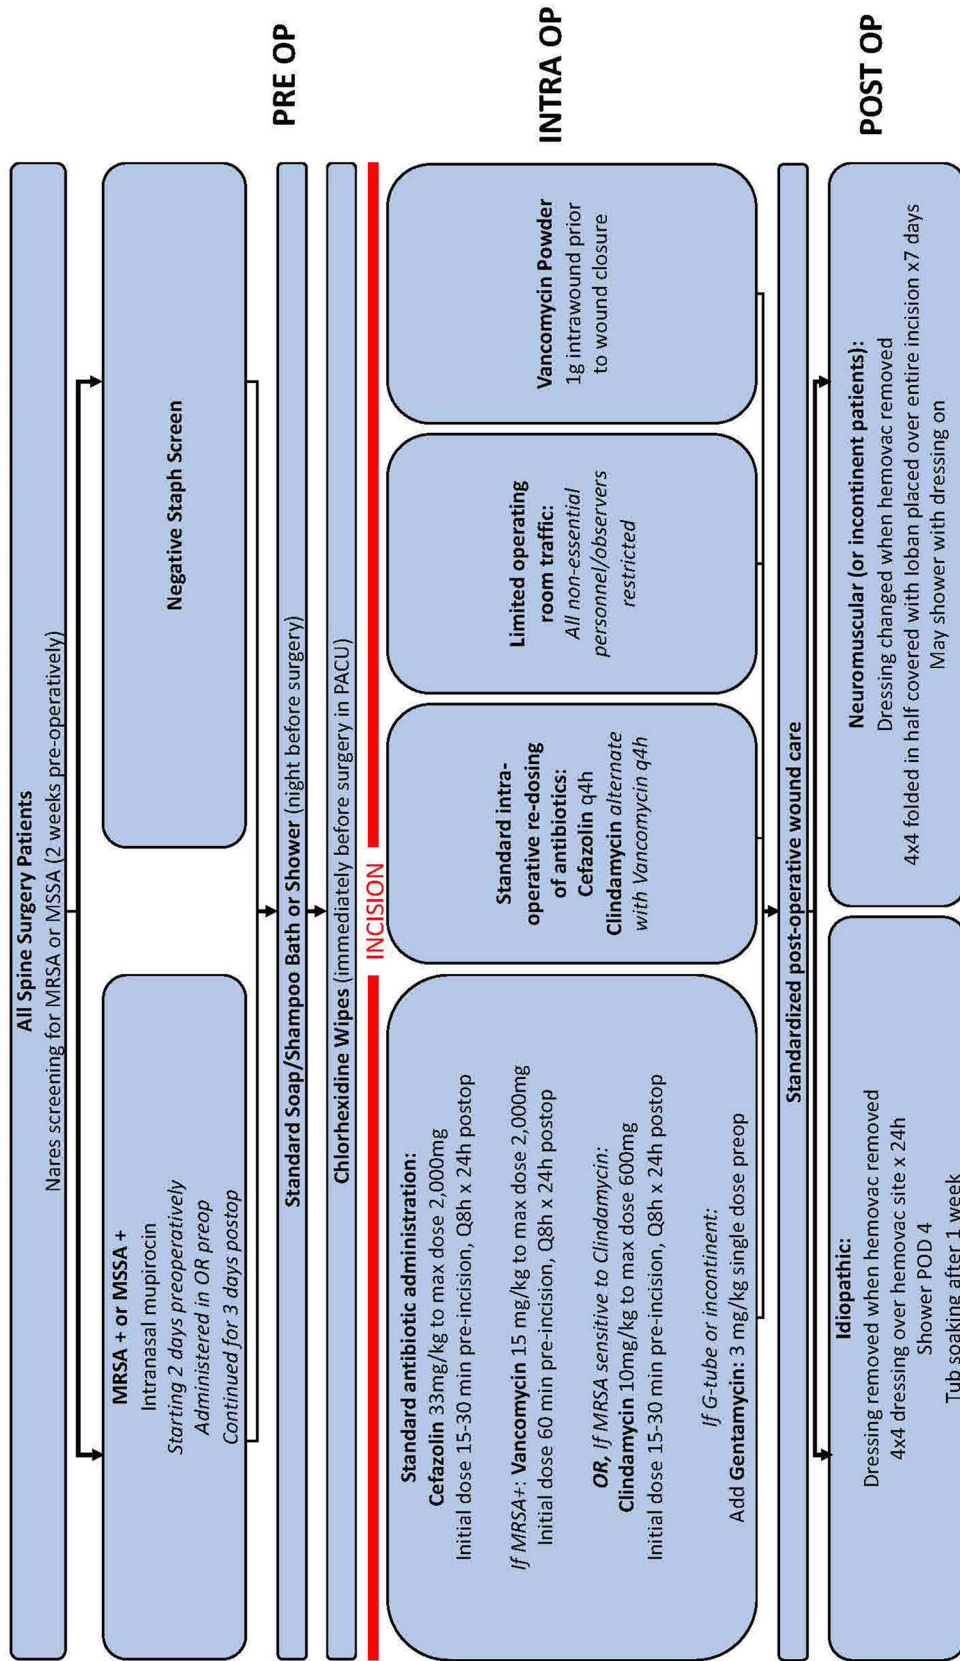 All Spine Surgery Patients
Nares screening for MRSA or MSSA (2 weeks pre-operatively)
MRSA + or MSSA +
Intranasal mupirocin
Starting 2 days preoperatively
Administered in OR preop
Continued for 3 days postop
Negative Staph Screen
PRE OP
Standard Soap/Shampoo Bath or Shower (night before surgery)
Chlorhexidine Wipes (immediately before surgery in PACU)
INCISION
Standard antibiotic administration:
Cefazolin 33mg/kg to max dose 2,000mg
Initial dose 15-30 min pre-incision, Q8h x 24h postop
If MRSA+: Vancomycin 15 mg/kg to max dose 2,000mg
Initial dose 60 min pre-incision, Q8h x 24h postop
OR, If MRSA sensitive to Clindamycin:
Clindamycin 10mg/kg to max dose 600mg
Initial dose 15-30 min pre-incision, Q8h x 24h postop
If G-tube or incontinent:
Add Gentamycin: 3 mg/kg single dose preop
Standard intra-
operative re-dosing
of antibiotics:
Cefazolin q4h
Clindamycin alternate
with Vancomycin q4h
Limited operating
room traffic:
All non-essential
personnel/observers
restricted
Vancomycin Powder
1g intrawound prior
to wound closure
INTRA OP
Standardized post-operative wound care
Idiopathic:
Dressing removed when hemovac removed
4x4 dressing over hemovac site x 24h
Shower POD 4
Tub soaking after 1 week
Neuromuscular (or incontinent patients):
Dressing changed when hemovac removed
4x4 folded in half covered with Ioban placed over entire incision x7 days
May shower with dressing on
POST OP